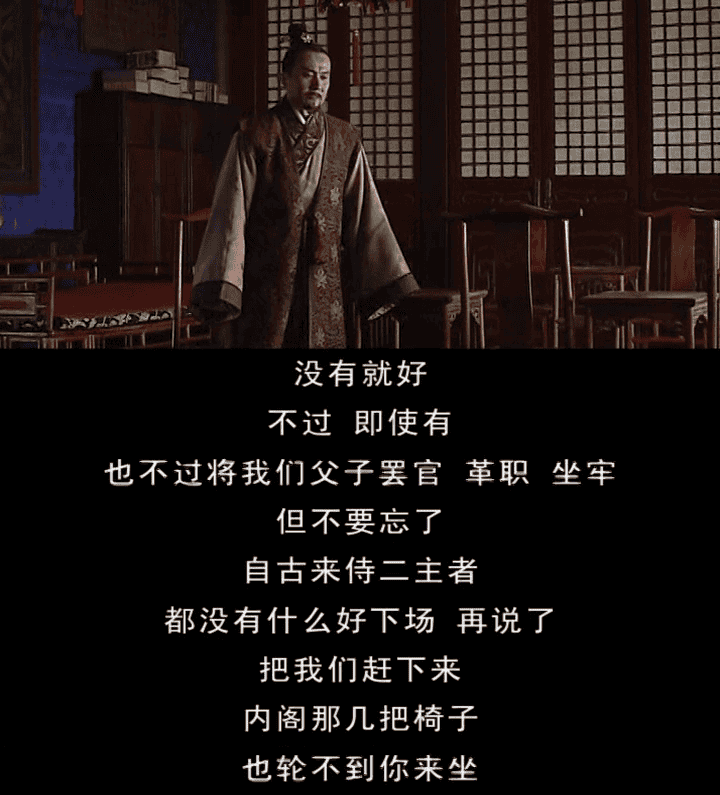 没有就好
不过 即使有
也不过将我们父子罢官 革职 坐牢
但不要忘了
自古来侍二主者
都没有什么好下场 再说了
把我们赶下来
内阁那几把椅子
也轮不到你来坐